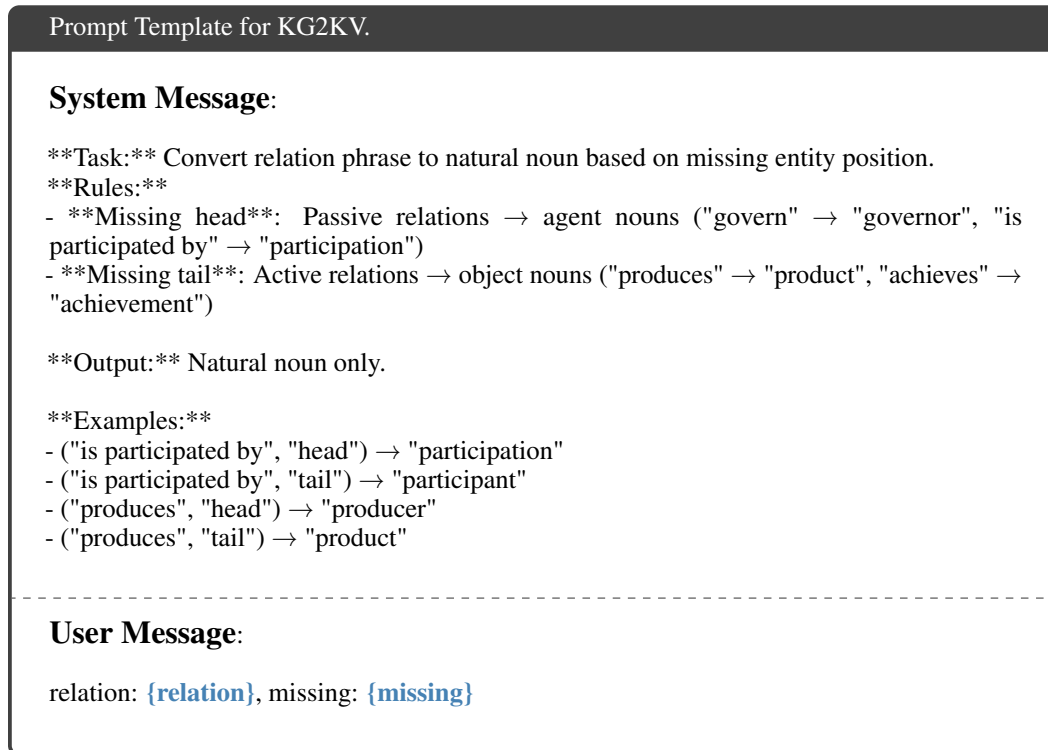 Prompt Template for KG2KV.
System Message:
**Task:** Convert relation phrase to natural noun based on missing entity position.
**Rules:**
- **Missing head**: Passive relations → agent nouns ("govern" → "governor", "is
participated by" → "participation")
- **Missing tail**: Active relations → object nouns ("produces" → "product", "achieves" →
"achievement")
**Output:** Natural noun only.
**Examples:**
- ("is participated by", "head") → "participation"
- ("is participated by", "tail") → "participant"
- ("produces", "head") → "producer"
- ("produces", "tail") → "product"
User Message:
relation: {relation}, missing: {missing}